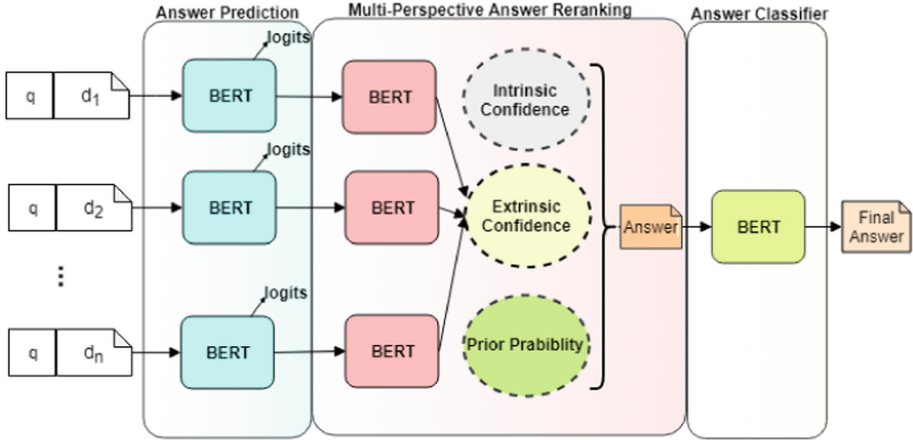 Answer Prediction
Multi-Perspective Answer Reranking
Answer Classifier
logits
q
d1
BERT
BERT
Intrinsic
Confidence
logits
q
d2
BERT
BERT
Extrinsic
Confidence
Answer
BERT
Final
Answer
logits
q
dn
BERT
BERT
Prior Prabiblity